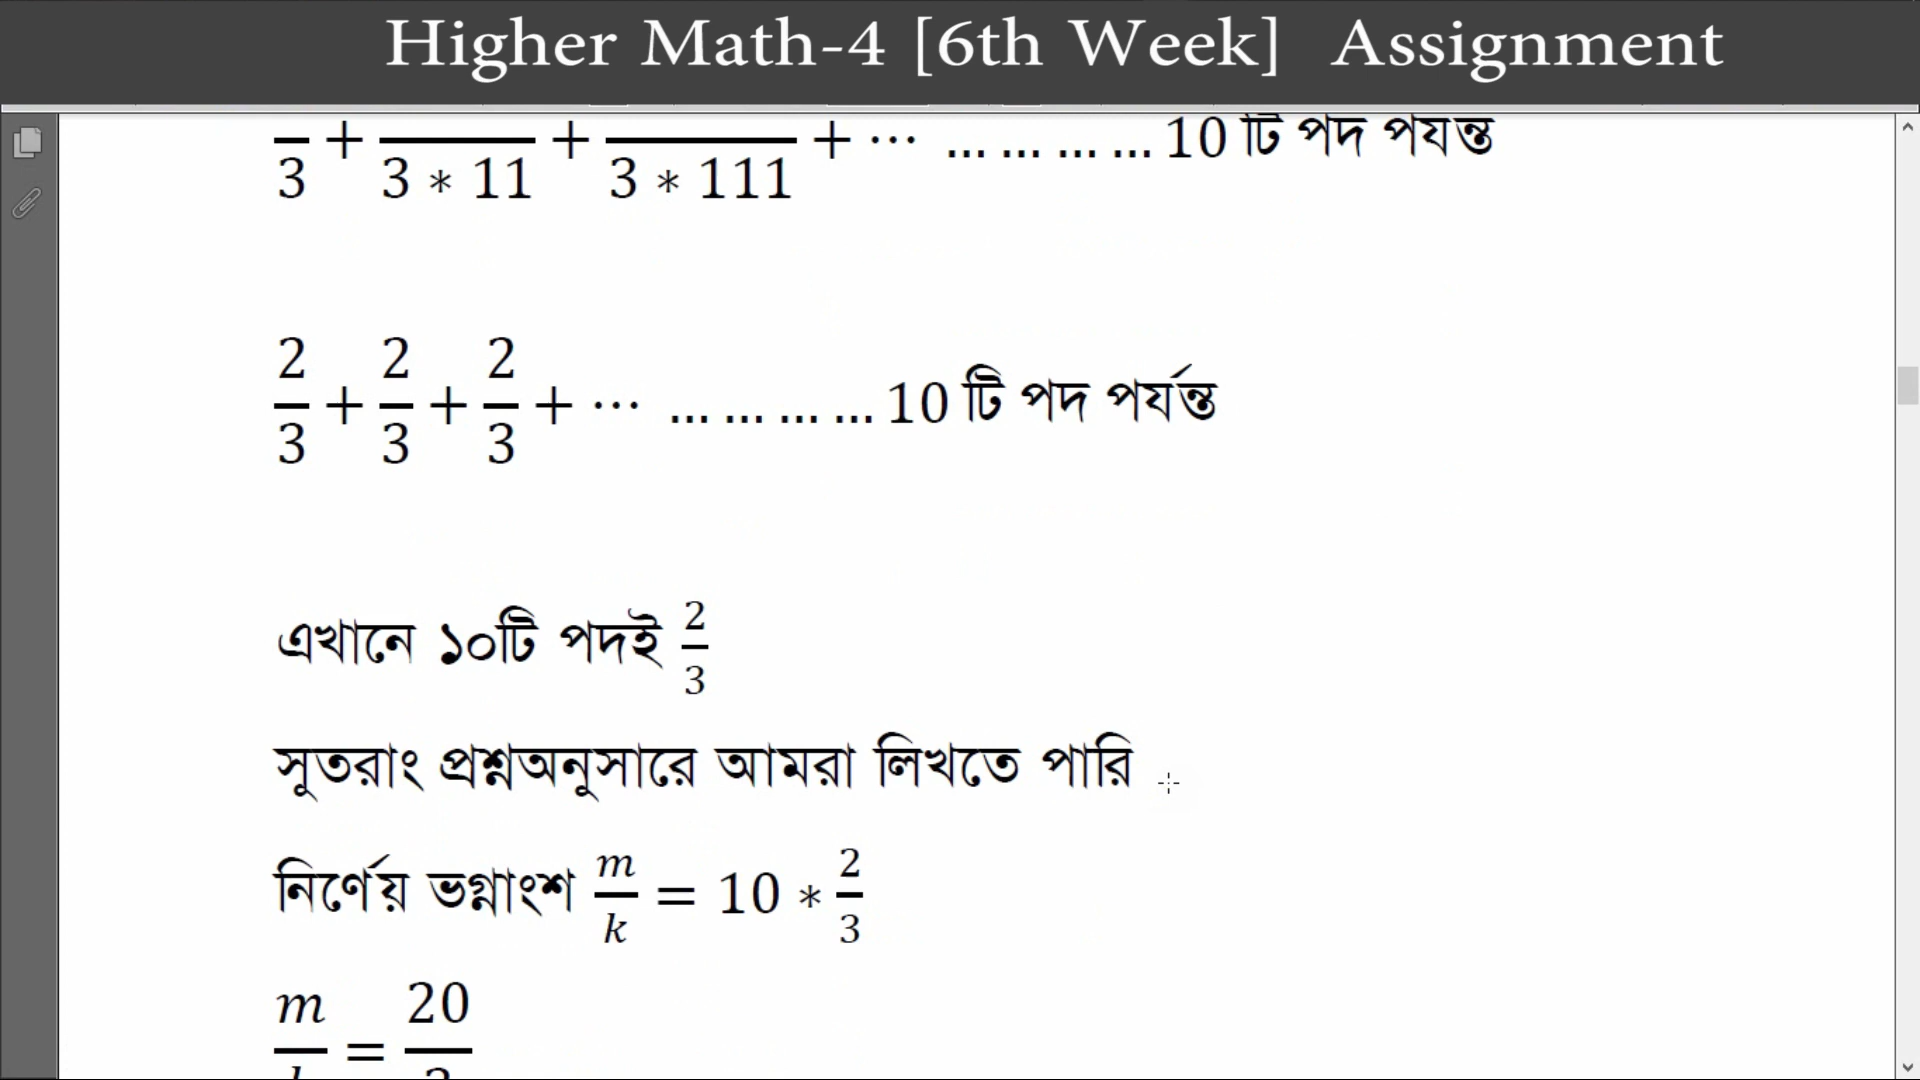 Higher Math-4 [6th Week] Assignment
3 + 3 * 11 + 3 * 111 + ⋯ … … … … 10 টি পদ পযন্ত
2/3 + 2/3 + 2/3 + ⋯ … … … … 10 টি পদ পর্যন্ত
এখানে ১০টি পদই 2/3
সুতরাং প্রশ্নঅনুসারে আমরা লিখতে পারি
নির্ণেয় ভগ্নাংশ m/k = 10 * 2/3
m/k = 20/3